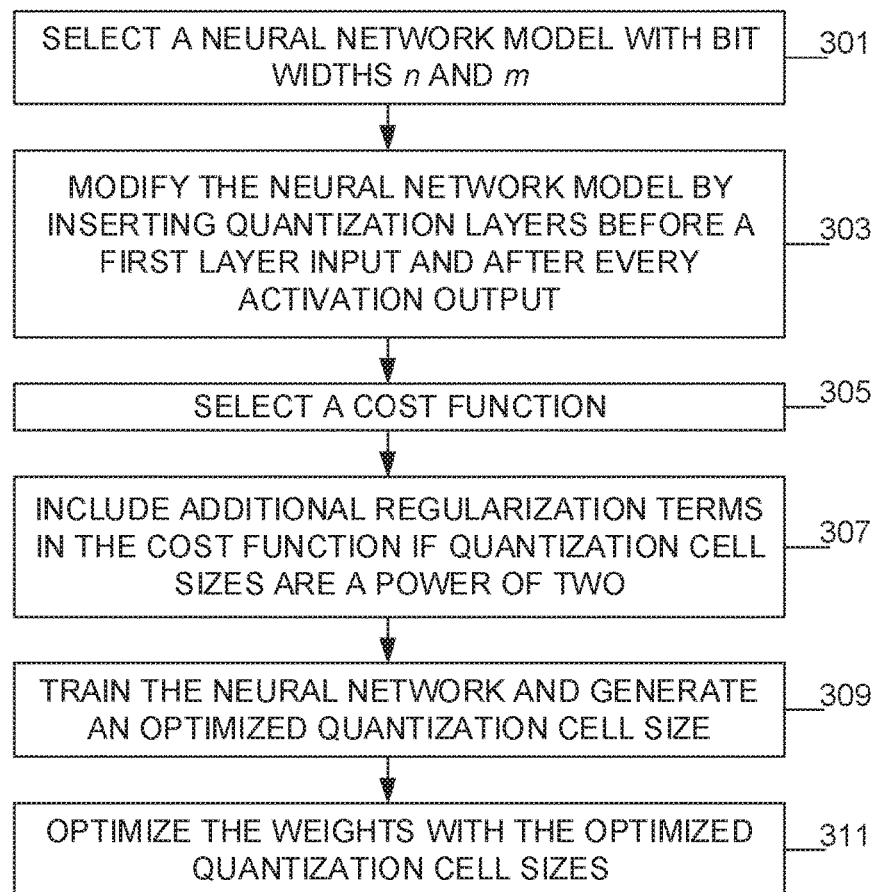 SELECT A NEURAL NETWORK MODEL WITH BIT
WIDTHS n AND m
301
MODIFY THE NEURAL NETWORK MODEL BY
INSERTING QUANTIZATION LAYERS BEFORE A
FIRST LAYER INPUT AND AFTER EVERY
ACTIVATION OUTPUT
303
SELECT A COST FUNCTION
305
INCLUDE ADDITIONAL REGULARIZATION TERMS
IN THE COST FUNCTION IF QUANTIZATION CELL
SIZES ARE A POWER OF TWO
307
TRAIN THE NEURAL NETWORK AND GENERATE
AN OPTIMIZED QUANTIZATION CELL SIZE
309
OPTIMIZE THE WEIGHTS WITH THE OPTIMIZED
QUANTIZATION CELL SIZES
311